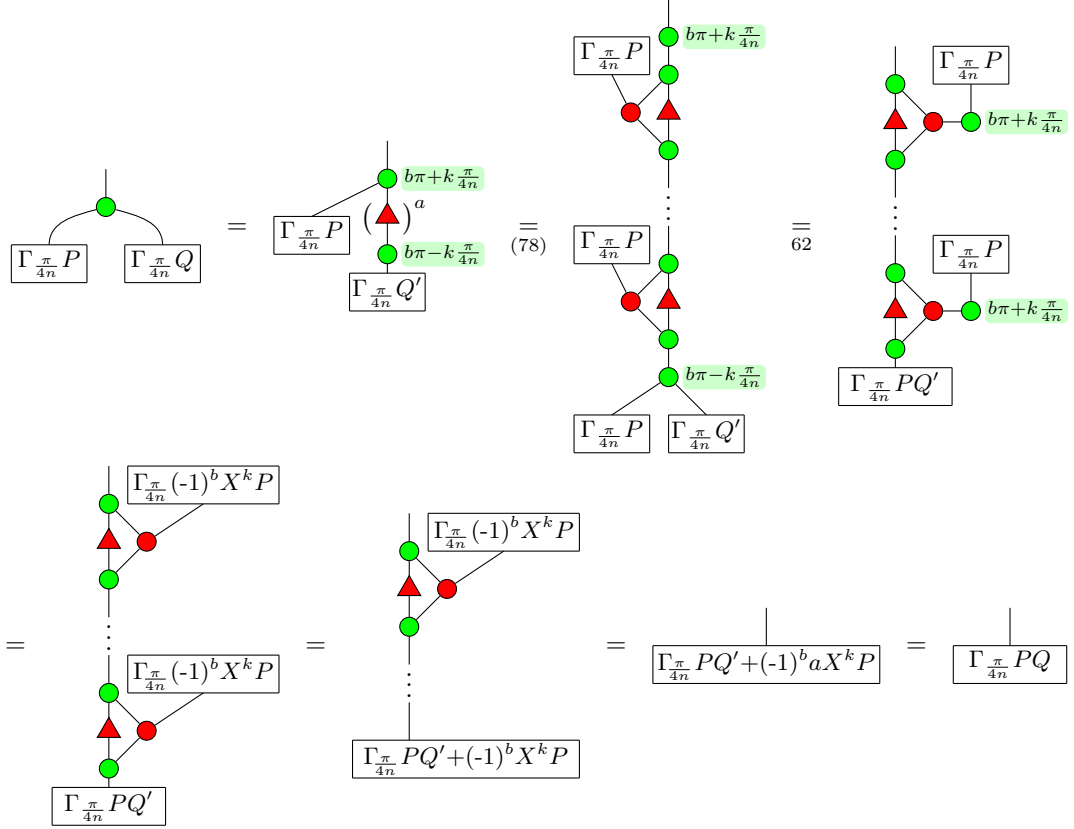 Γ_{π/4n} P Γ_{π/4n} Q
=
Γ_{π/4n} P ( )^a bπ+k π/4n bπ−k π/4n Γ_{π/4n} Q′
= (78)
bπ+k π/4n
Γ_{π/4n} P
⋮
Γ_{π/4n} P
bπ−k π/4n
Γ_{π/4n} P Γ_{π/4n} Q′
= 62
Γ_{π/4n} P
bπ+k π/4n
⋮
Γ_{π/4n} P
bπ+k π/4n
Γ_{π/4n} PQ′
=
Γ_{π/4n} (-1)^b X^k P
⋮
Γ_{π/4n} (-1)^b X^k P
Γ_{π/4n} PQ′
=
Γ_{π/4n} (-1)^b X^k P
⋮
Γ_{π/4n} PQ′+(-1)^b X^k P
=
Γ_{π/4n} PQ′+(-1)^b aX^k P
=
Γ_{π/4n} PQ